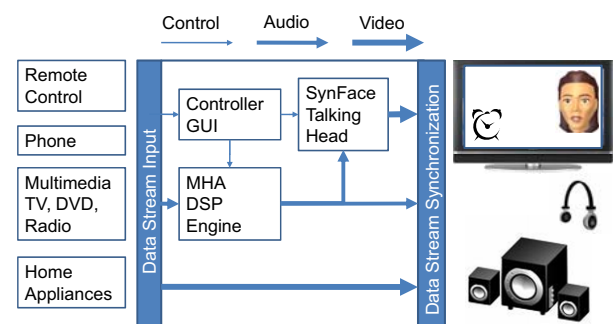 Control Audio Video
Remote
Control
Phone
Multimedia
TV, DVD,
Radio
Home
Appliances
Data Stream Input
Controller
GUI
MHA
DSP
Engine
SynFace
Talking
Head
Data Stream Synchronization